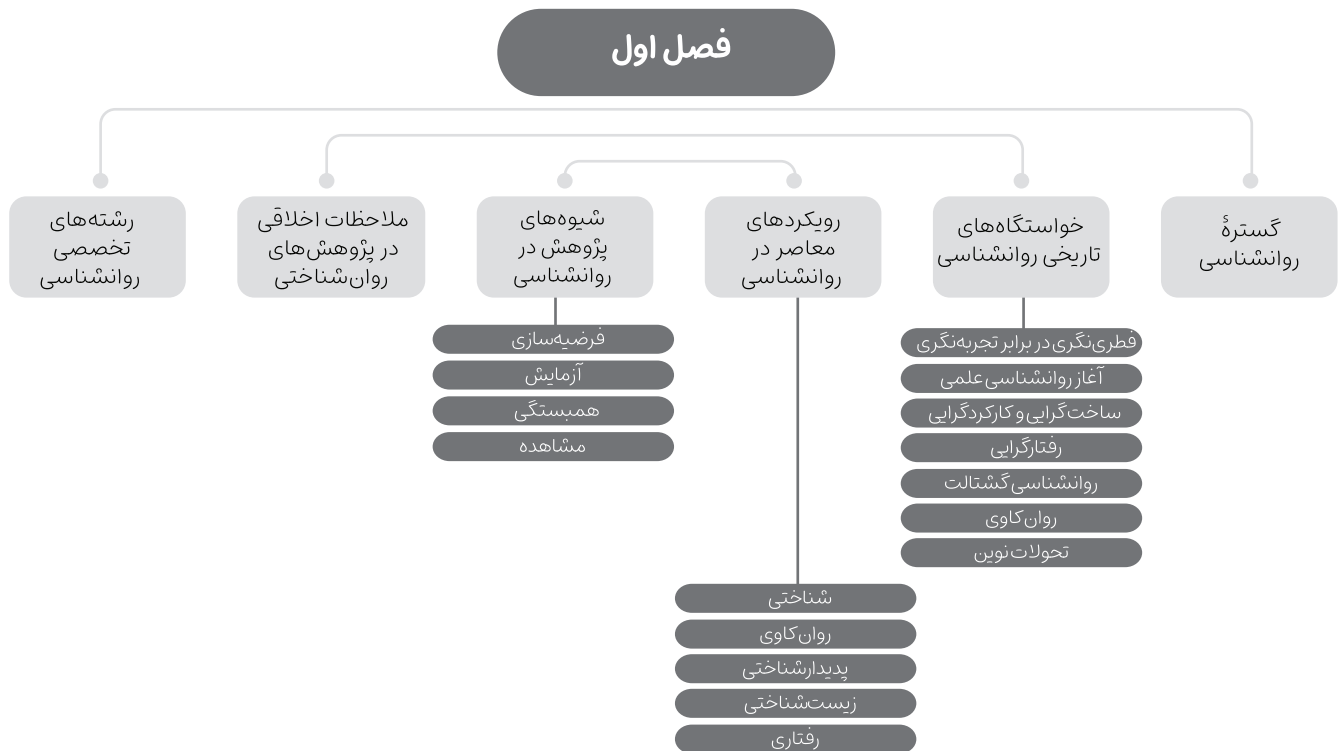 فصل اول
گسترهٔ
روانشناسی
خواستگاه‌های
تاریخی روانشناسی
فطری‌نگری در برابر تجربه‌نگری
آغاز روانشناسی علمی
ساخت‌گرایی و کارکردگرایی
رفتارگرایی
روانشناسی گشتالت
روان‌کاوی
تحولات نوین
رویکردهای
معاصر در
روانشناسی
شناختی
روان‌کاوی
پدیدارشناختی
زیست‌شناختی
رفتاری
شیوه‌های
پژوهش در
روانشناسی
فرضیه‌سازی
آزمایش
همبستگی
مشاهده
ملاحظات اخلاقی
در پژوهش‌های
روان‌شناختی
رشته‌های
تخصصی
روانشناسی